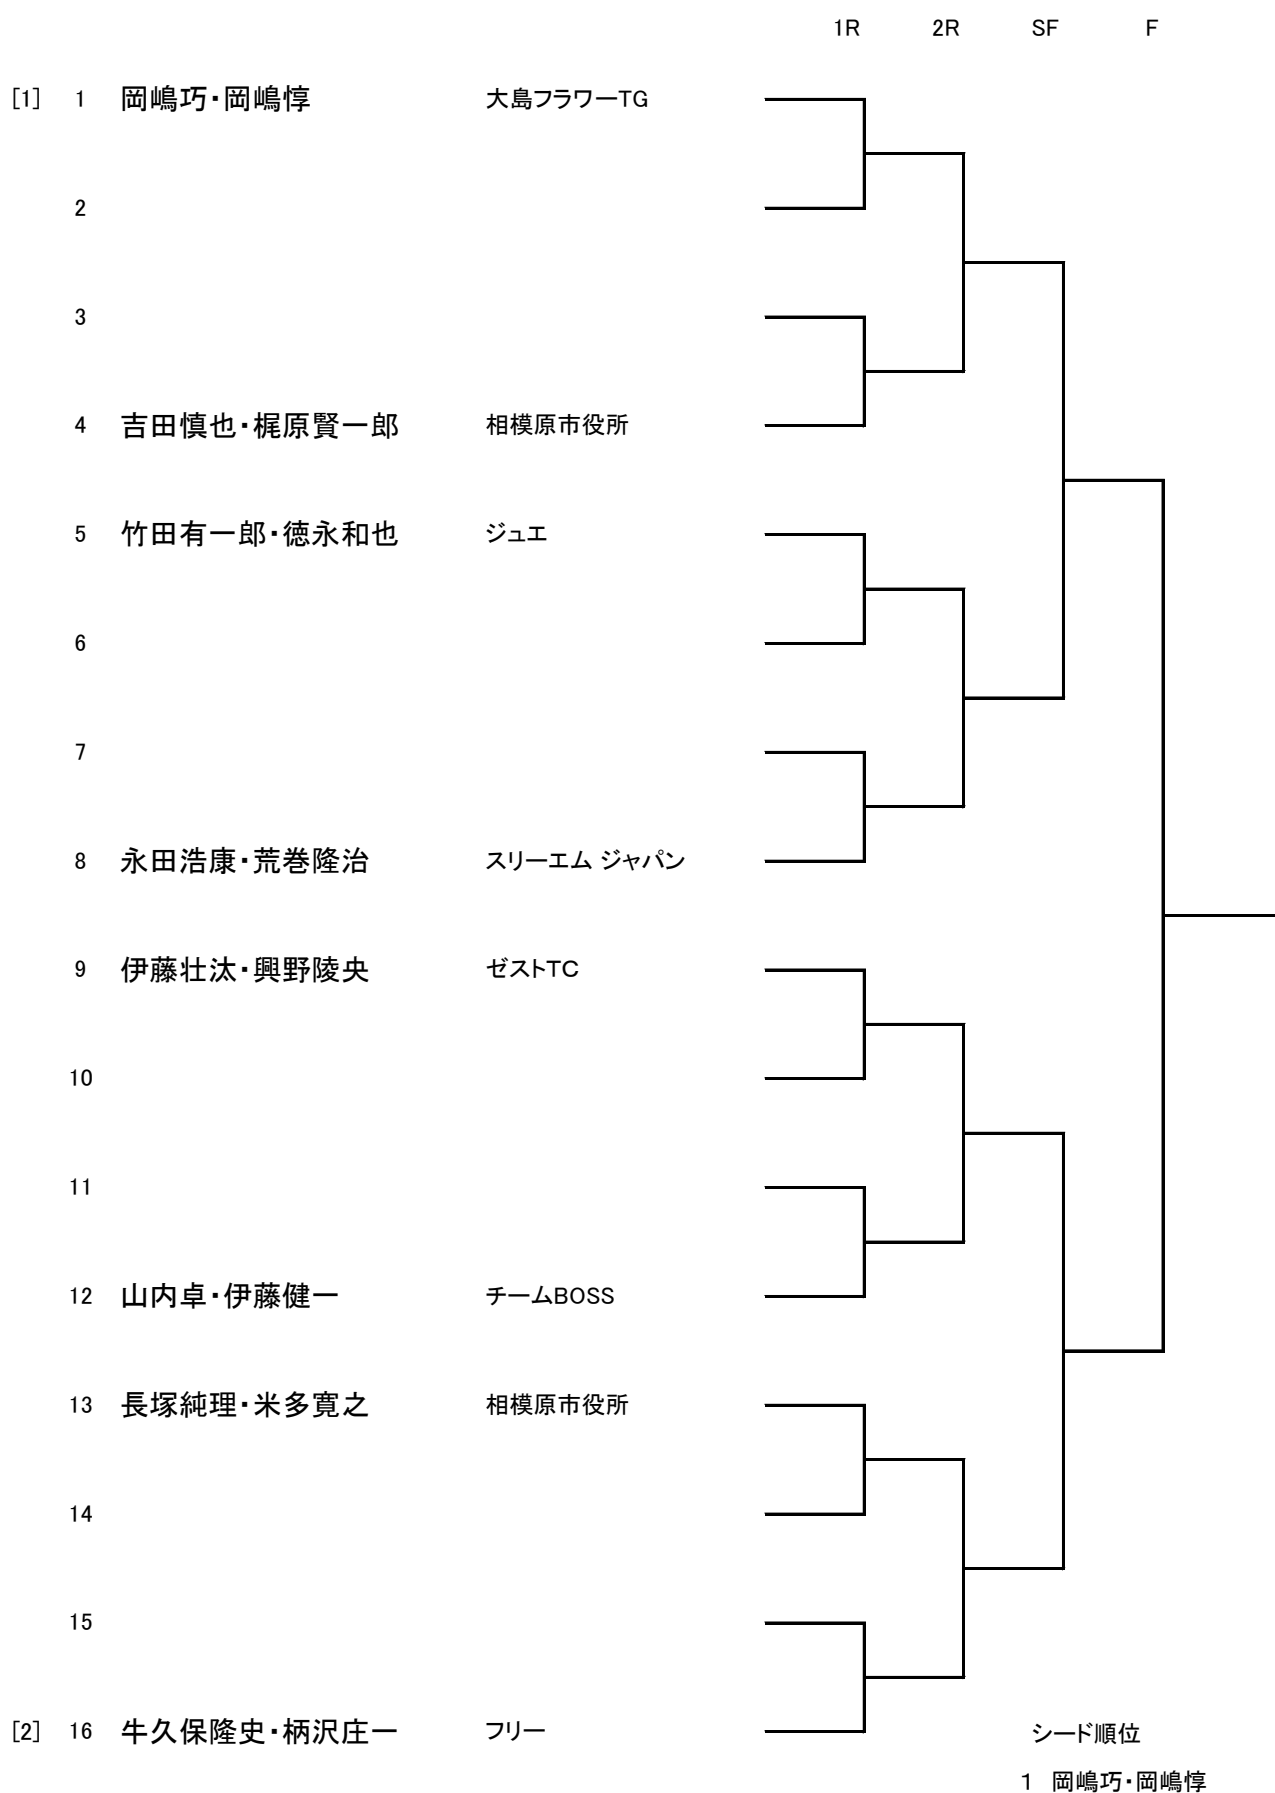 1R 2R SF F
[1] 1 岡嶋巧・岡嶋惇 大島フラワーTG
2
3
4 吉田慎也・梶原賢一郎 相模原市役所
5 竹田有一郎・徳永和也 ジュエ
6
7
8 永田浩康・荒巻隆治 スリーエム ジャパン
9 伊藤壮汰・興野陵央 ゼストTC
10
11
12 山内卓・伊藤健一 チームBOSS
13 長塚純理・米多寛之 相模原市役所
14
15
[2] 16 牛久保隆史・柄沢庄一 フリー
シード順位
1 岡嶋巧・岡嶋惇